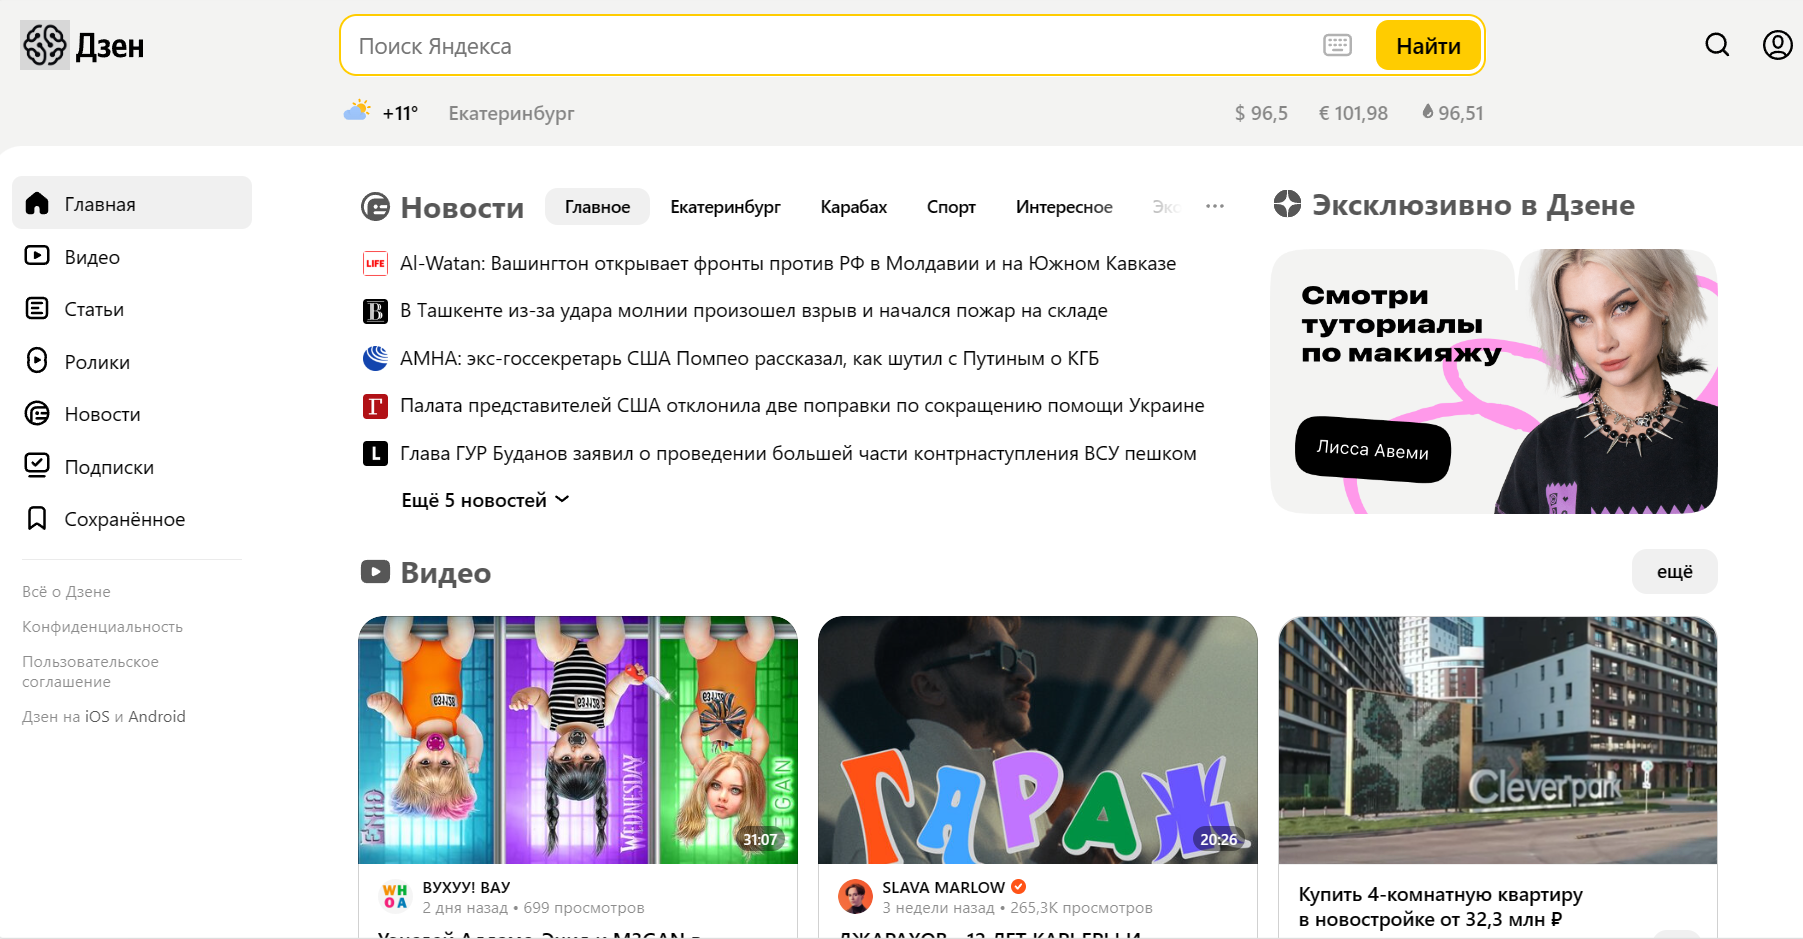 Дзен
Поиск Яндекса
Найти
+11°
Екатеринбург
$ 96,5
€ 101,98
96,51
Главная
Видео
Статьи
Ролики
Новости
Подписки
Сохранённое
Всё о Дзене
Конфиденциальность
Пользовательское
соглашение
Дзен на iOS и Android
Новости
Главное
Екатеринбург
Карабах
Спорт
Интересное
LIFE
Al-Watan: Вашингтон открывает фронты против РФ в Молдавии и на Южном Кавказе
B
В Ташкенте из-за удара молнии произошел взрыв и начался пожар на складе
АМНА: экс-госсекретарь США Помпео рассказал, как шутил с Путиным о КГБ
Г
Палата представителей США отклонила две поправки по сокращению помощи Украине
L
Глава ГУР Буданов заявил о проведении большей части контрнаступления ВСУ пешком
Ещё 5 новостей
Эксклюзивно в Дзене
Смотри
туториалы
по макияжу
Лисса Авеми
Видео
ещё
ENID
WEDNESDAY
31:07
WHOA
ВУХУУ! ВАУ
2 дня назад • 699 просмотров
ГАРАЖ
20:26
SLAVA MARLOW
3 недели назад • 265,3K просмотров
Cleverpark
Купить 4-комнатную квартиру
в новостройке от 32,3 млн ₽